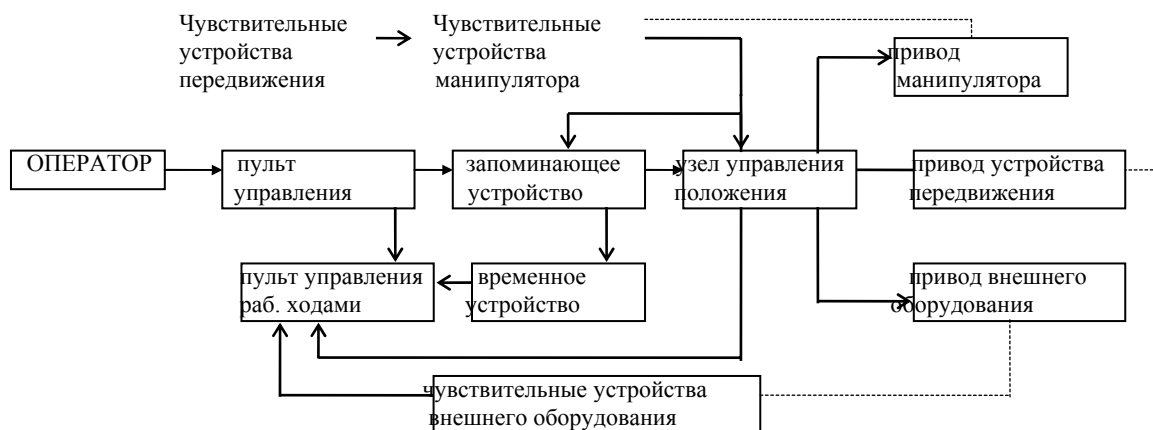 Чувствительные
устройства
передвижения
Чувствительные
устройства
манипулятора
привод
манипулятора
ОПЕРАТОР
пульт
управления
запоминающее
устройство
узел управления
положения
привод устройства
передвижения
пульт управления
раб. ходами
временное
устройство
привод внешнего
оборудования
чувствительные устройства
внешнего оборудования